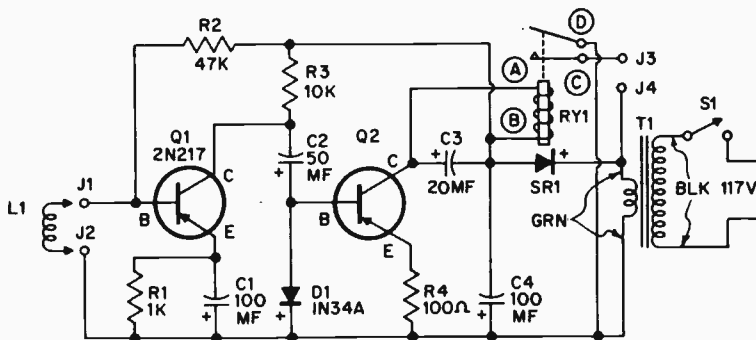 R2
47K
R3
10K
Q1
2N217
C
B
E
L1
J1
J2
R1
1K
C1
100
MF
+
C2
50
MF
+
D1
1N34A
+
Q2
C
B
E
R4
100Ω
C3
20MF
+
C4
100
MF
+
A
B
C
D
RY1
SR1
+
J3
J4
T1
GRN
S1
BLK
117V